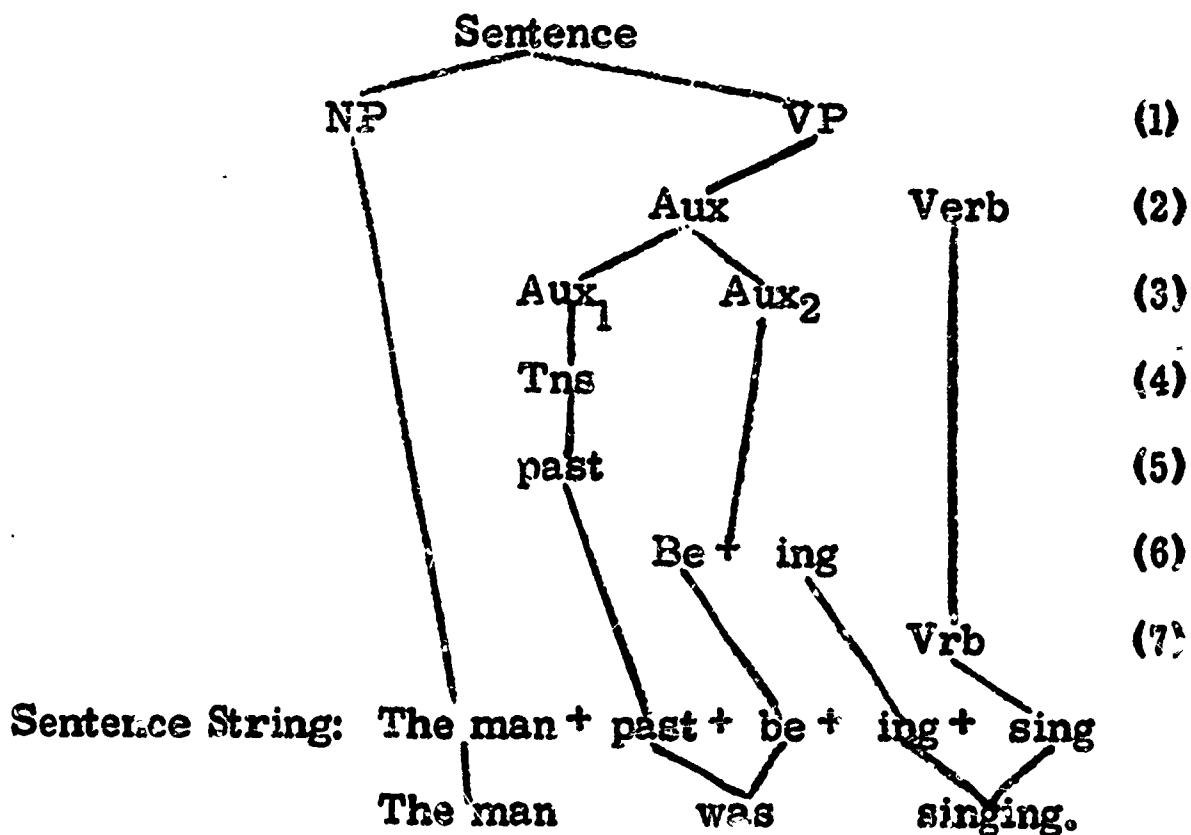 Sentence
NP VP (1)
Aux Verb (2)
Aux1 Aux2 (3)
Tns (4)
past (5)
Be + ing (6)
Vrb (7)
Sentence String: The man + past + be + ing + sing
The man was singing.